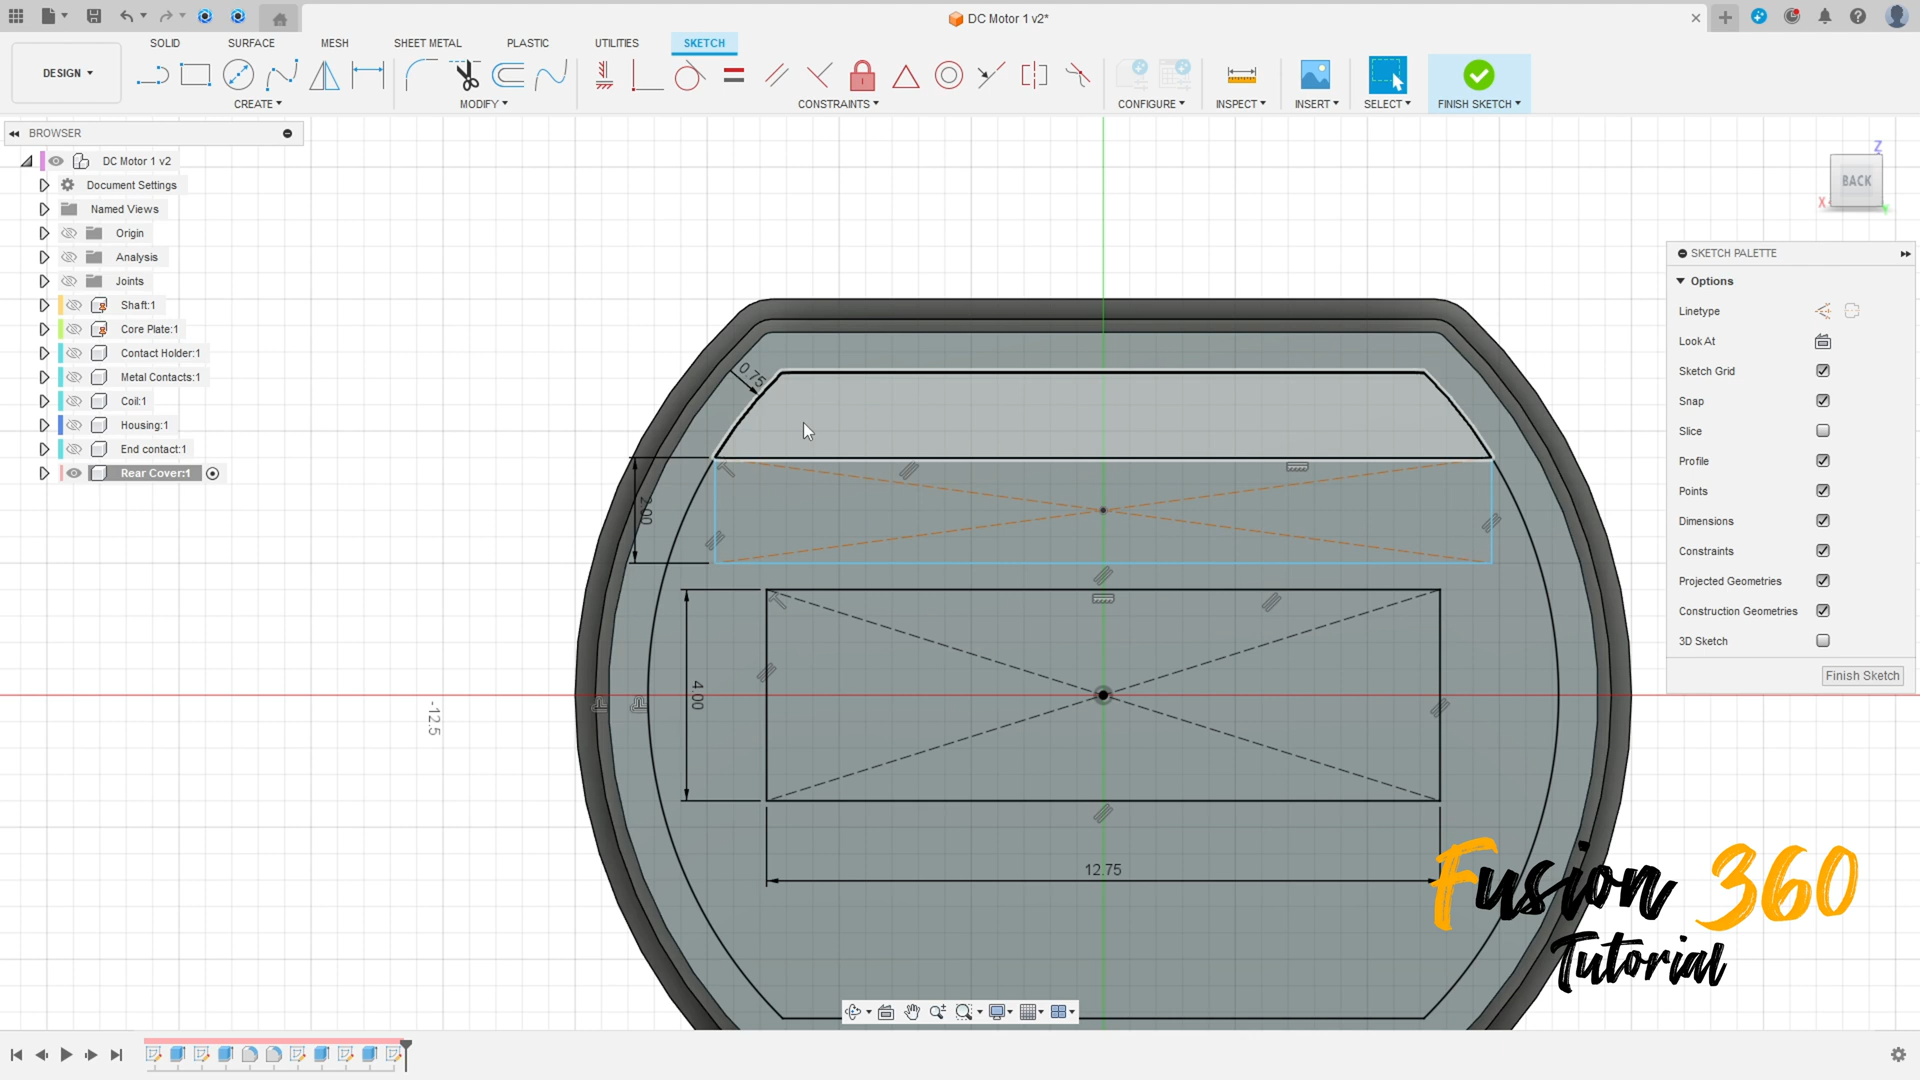 DC Motor 1 v2*
DESIGN
SOLID
SURFACE
MESH
SHEET METAL
PLASTIC
UTILITIES
SKETCH
CREATE
MODIFY
CONSTRAINTS
CONFIGURE
INSPECT
INSERT
SELECT
FINISH SKETCH
BROWSER
DC Motor 1 v2
Document Settings
Named Views
Origin
Analysis
Joints
Shaft:1
Core Plate:1
Contact Holder:1
Metal Contacts:1
Coil:1
Housing:1
End contact:1
Rear Cover:1
Z
BACK
X
Y
SKETCH PALETTE
Options
Linetype
Look At
Sketch Grid
Snap
Slice
Profile
Points
Dimensions
Constraints
Projected Geometries
Construction Geometries
3D Sketch
Finish Sketch
0.75
2.00
4.00
-12.5
12.75
Fusion 360
Tutorial